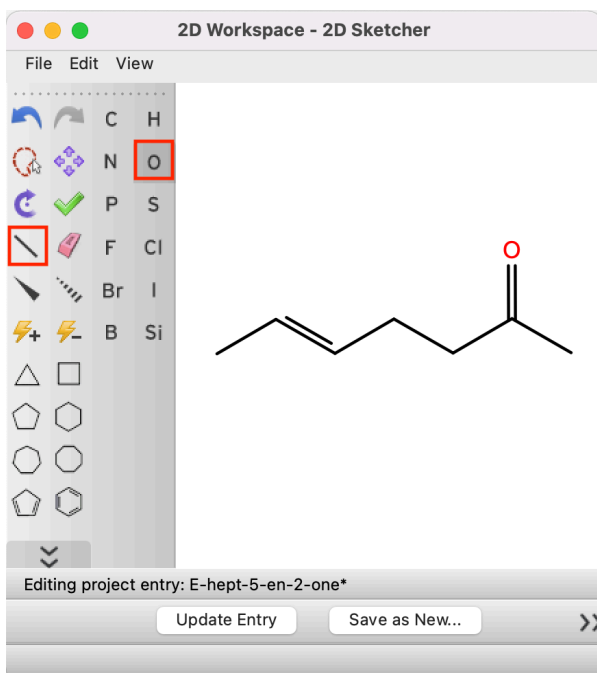 2D Workspace - 2D Sketcher
File Edit View
C H
N O
P S
F Cl
Br I
+ - B Si
O
Editing project entry: E-hept-5-en-2-one*
Update Entry Save as New...